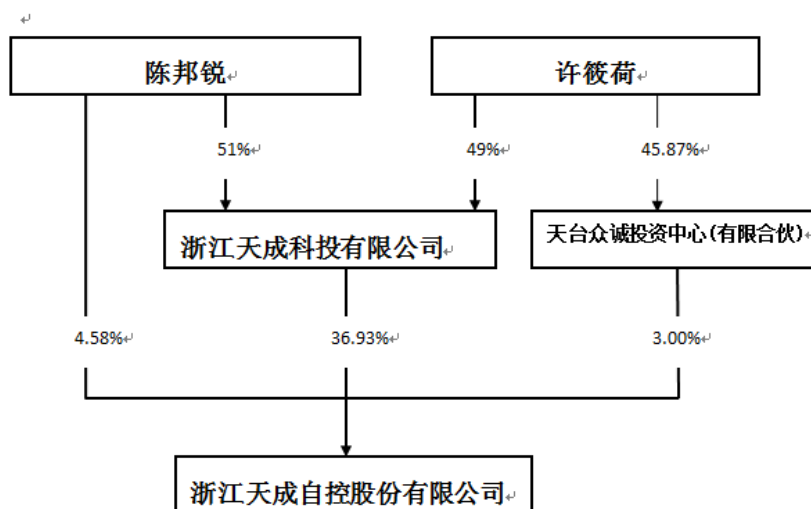 陈邦锐
许筱荷
51%
49%
45.87%
浙江天成科投有限公司
天台众诚投资中心(有限合伙)
4.58%
36.93%
3.00%
浙江天成自控股份有限公司